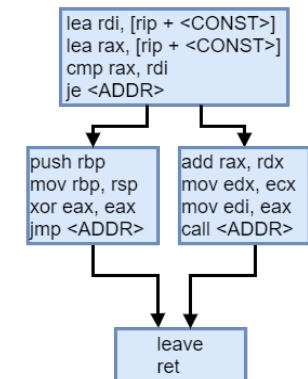 lea rdi, [rip + <CONST>]
lea rax, [rip + <CONST>]
cmp rax, rdi
je <ADDR>
push rbp
mov rbp, rsp
xor eax, eax
jmp <ADDR>
add rax, rdx
mov edx, ecx
mov edi, eax
call <ADDR>
leave
ret